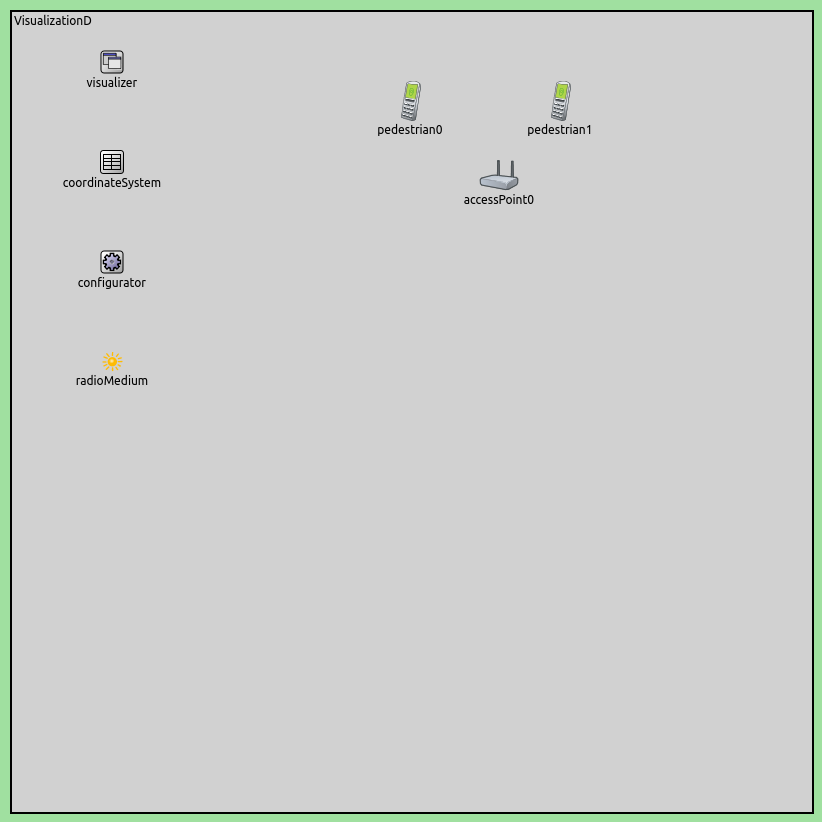 VisualizationD
visualizer
pedestrian0
pedestrian1
coordinateSystem
accessPoint0
configurator
radioMedium